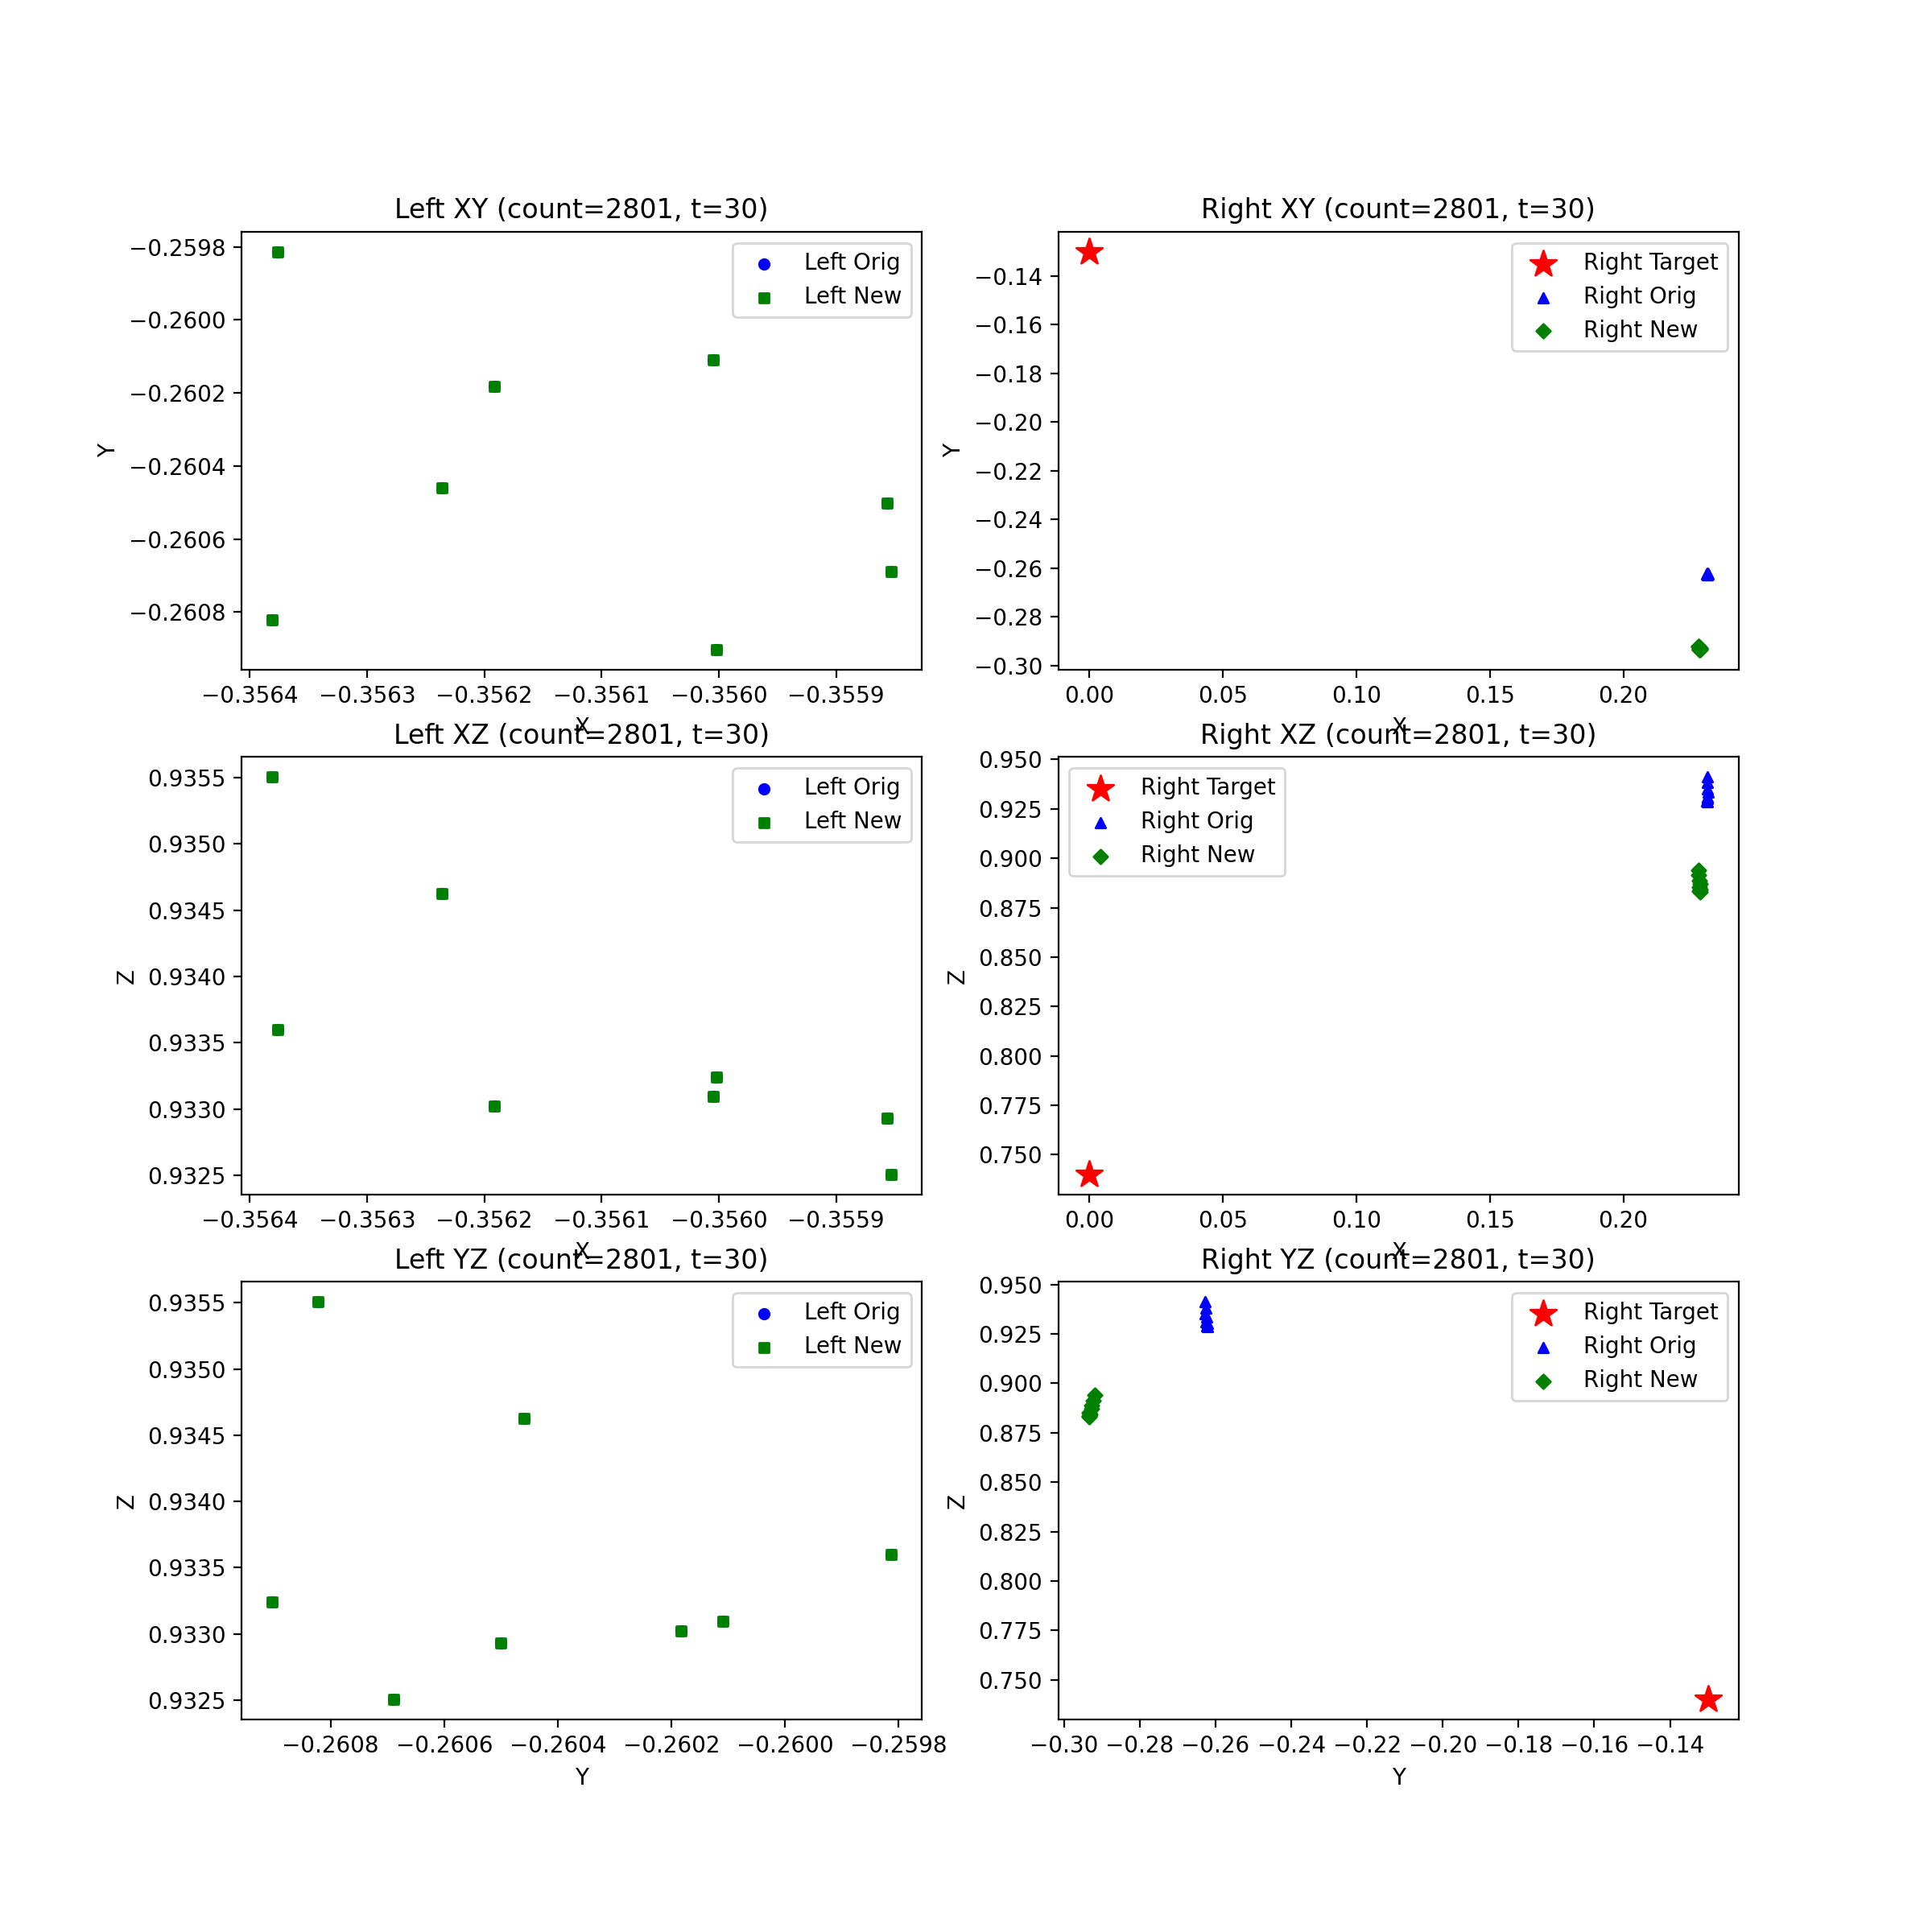 Left XY (count=2801, t=30)
Y
−0.2598
−0.2600
−0.2602
−0.2604
−0.2606
−0.2608
Left Orig
Left New
−0.3564 −0.3563 −0.3562 −0.3561 −0.3560 −0.3559
X
Right XY (count=2801, t=30)
Y
−0.14
−0.16
−0.18
−0.20
−0.22
−0.24
−0.26
−0.28
−0.30
Right Target
Right Orig
Right New
0.00 0.05 0.10 0.15 0.20
X
Left XZ (count=2801, t=30)
Z
0.9355
0.9350
0.9345
0.9340
0.9335
0.9330
0.9325
Left Orig
Left New
−0.3564 −0.3563 −0.3562 −0.3561 −0.3560 −0.3559
X
Right XZ (count=2801, t=30)
Z
0.950
0.925
0.900
0.875
0.850
0.825
0.800
0.775
0.750
Right Target
Right Orig
Right New
0.00 0.05 0.10 0.15 0.20
X
Left YZ (count=2801, t=30)
Z
0.9355
0.9350
0.9345
0.9340
0.9335
0.9330
0.9325
Left Orig
Left New
−0.2608 −0.2606 −0.2604 −0.2602 −0.2600 −0.2598
Y
Right YZ (count=2801, t=30)
Z
0.950
0.925
0.900
0.875
0.850
0.825
0.800
0.775
0.750
Right Target
Right Orig
Right New
−0.30 −0.28 −0.26 −0.24 −0.22 −0.20 −0.18 −0.16 −0.14
Y